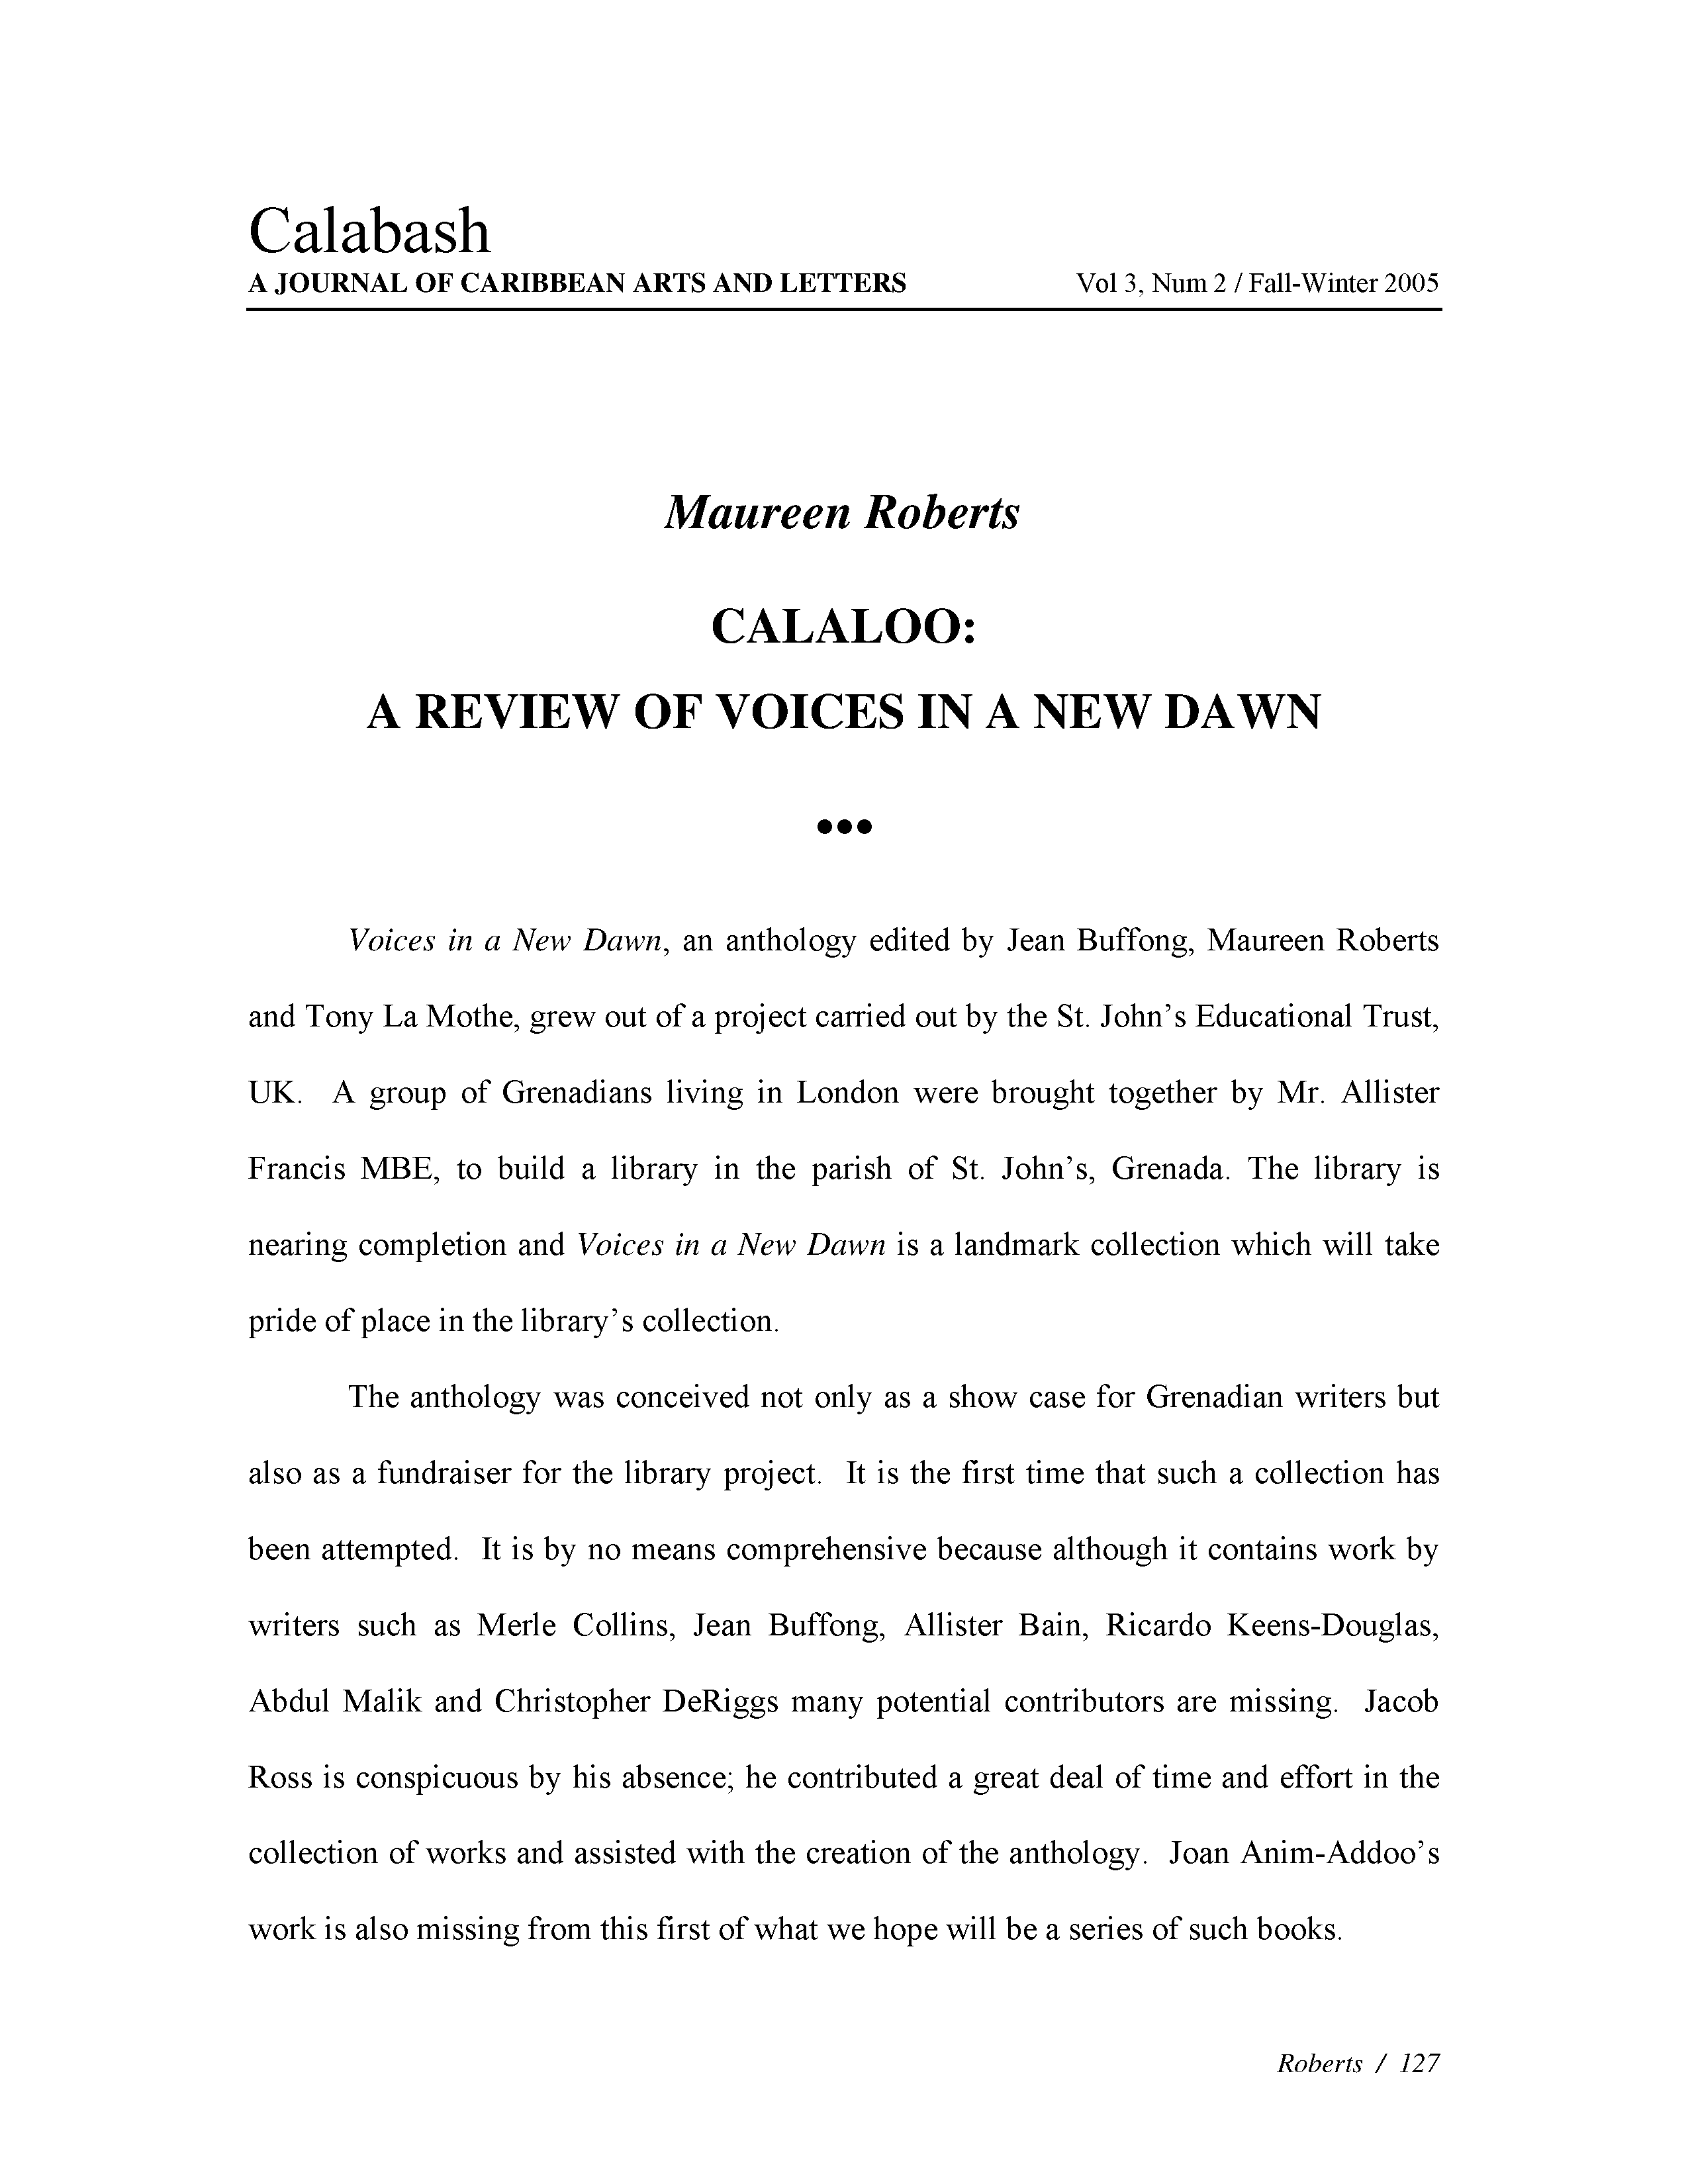 Calabash
A JOURNAL OF CARIBBEAN ARTS AND LETTERS Vol 3, Num 2 / Fall-Winter 2005
Maureen Roberts
CALALOO:
A REVIEW OF VOICES IN A NEW DAWN
•••
Voices in a New Dawn, an anthology edited by Jean Buffong, Maureen Roberts
and Tony La Mothe, grew out of a project carried out by the St. John’s Educational Trust,
UK. A group of Grenadians living in London were brought together by Mr. Allister
Francis MBE, to build a library in the parish of St. John’s, Grenada. The library is
nearing completion and Voices in a New Dawn is a landmark collection which will take
pride of place in the library’s collection.
The anthology was conceived not only as a show case for Grenadian writers but
also as a fundraiser for the library project. It is the first time that such a collection has
been attempted. It is by no means comprehensive because although it contains work by
writers such as Merle Collins, Jean Buffong, Allister Bain, Ricardo Keens-Douglas,
Abdul Malik and Christopher DeRiggs many potential contributors are missing. Jacob
Ross is conspicuous by his absence; he contributed a great deal of time and effort in the
collection of works and assisted with the creation of the anthology. Joan Anim-Addoo’s
work is also missing from this first of what we hope will be a series of such books.
Roberts / 127